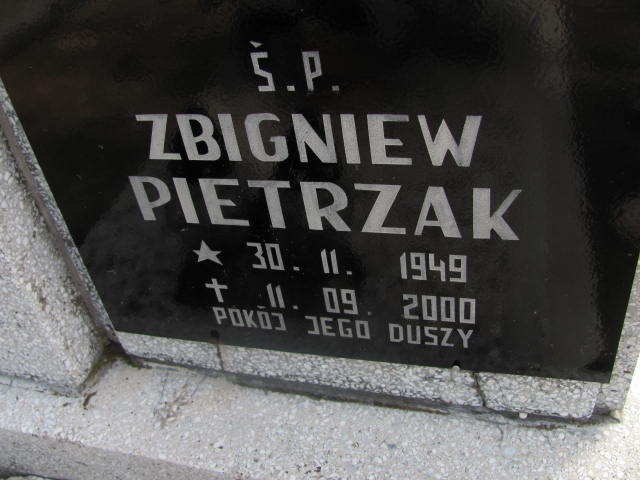 Š.P.
ZBIGNIEW
PIETRZAK
★ 30. 11. 1949
✝ 11. 09. 2000
POKÓJ JEGO DUSZY